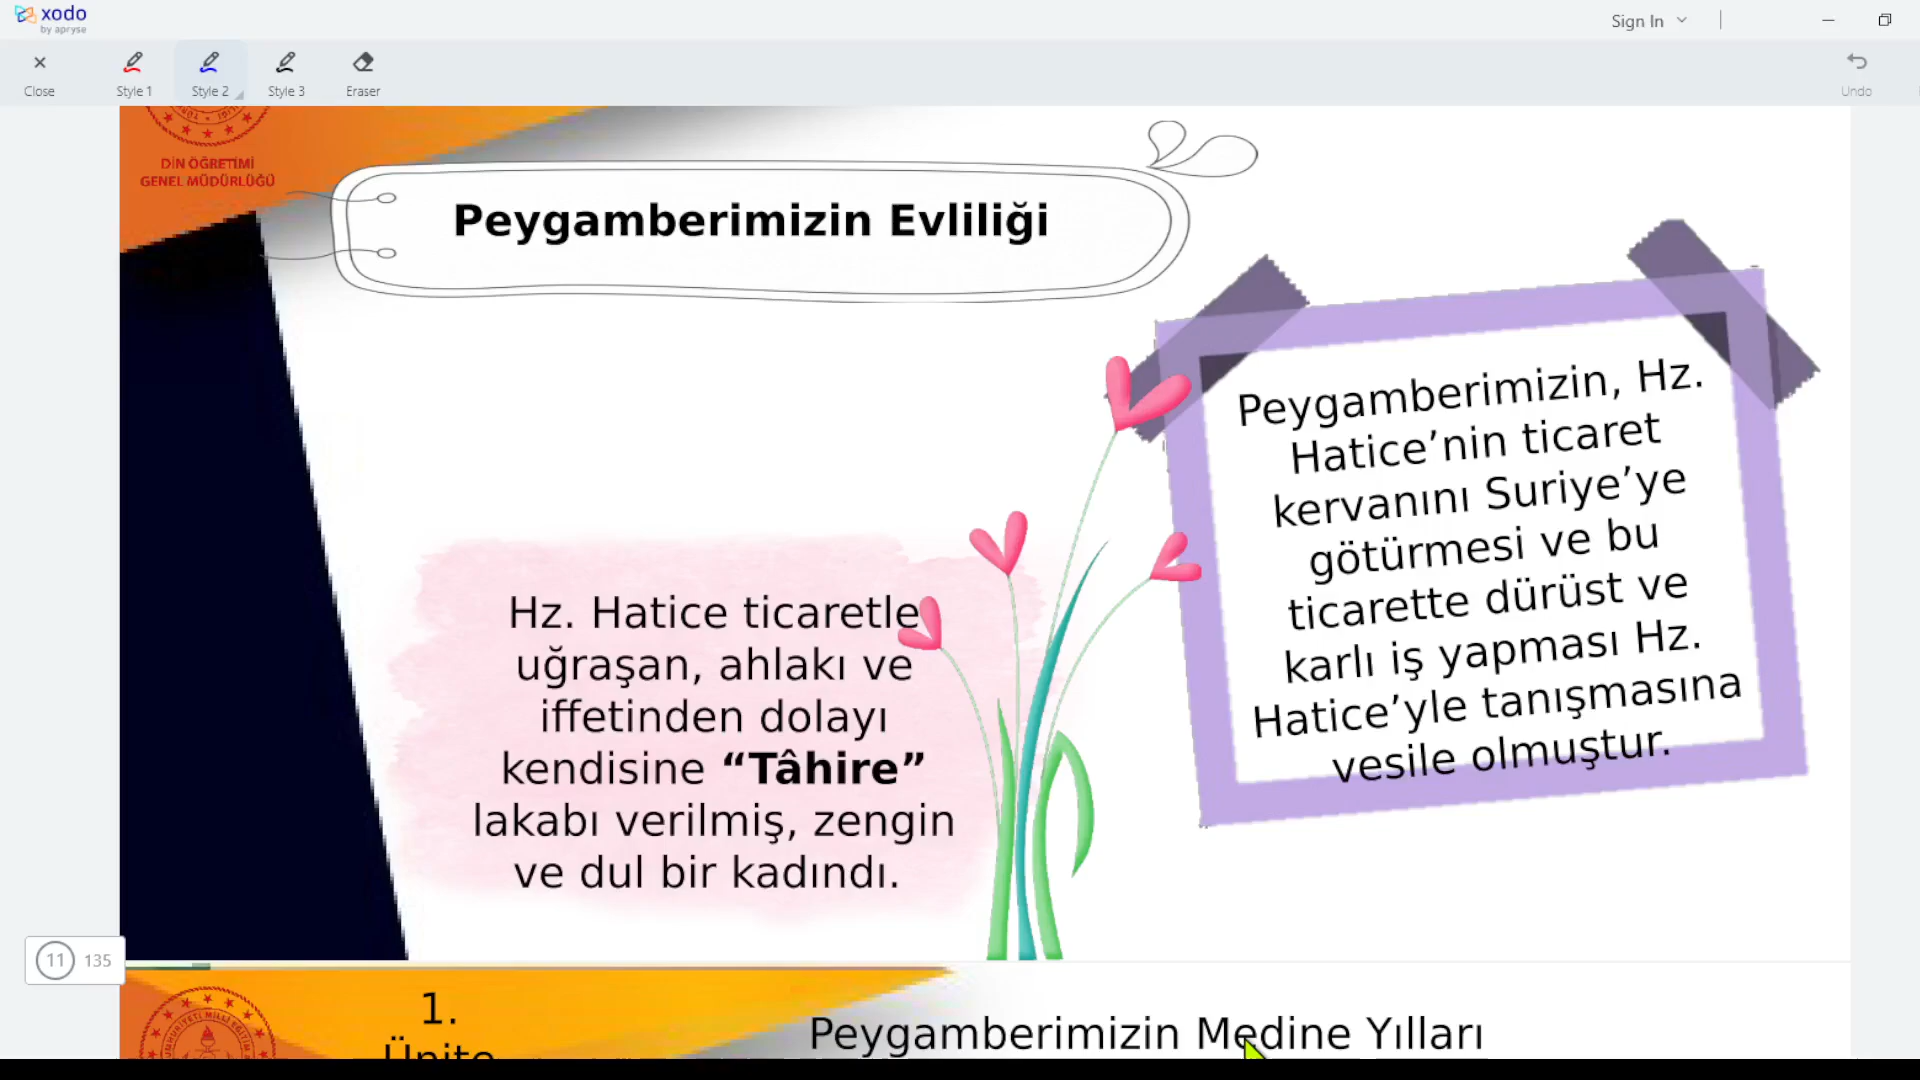 xodo
by apryse
Sign In
Close
Style 1
Style 2
Style 3
Eraser
Undo
DİN ÖĞRETİMİ
GENEL MÜDÜRLÜĞÜ
Peygamberimizin Evliliği
Hz. Hatice ticaretle
uğraşan, ahlakı ve
iffetinden dolayı
kendisine “Tâhire”
lakabı verilmiş, zengin
ve dul bir kadındı.
Peygamberimizin, Hz.
Hatice’nin ticaret
kervanını Suriye’ye
götürmesi ve bu
ticarette dürüst ve
karlı iş yapması Hz.
Hatice’yle tanışmasına
vesile olmuştur.
11 135
1.
Ünite
Peygamberimizin Medine Yılları